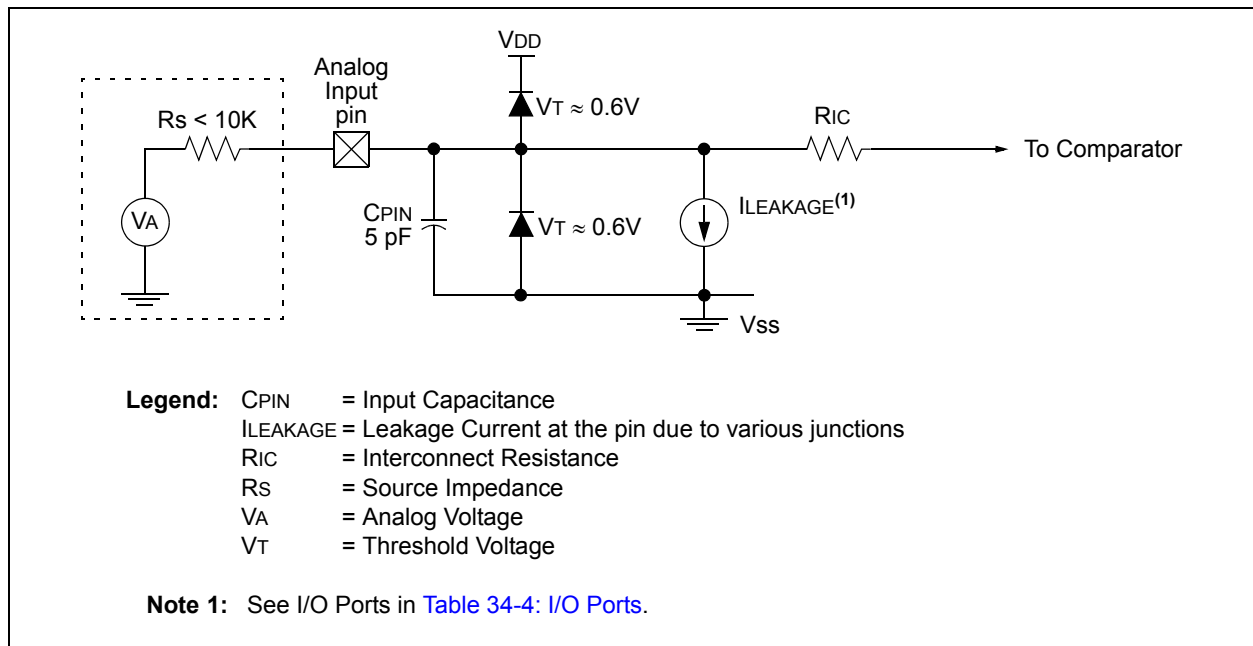 VDD
Analog
Input
pin
VT ≈ 0.6V
Rs < 10K
RIC
To Comparator
VA
CPIN
5 pF
VT ≈ 0.6V
ILEAKAGE(1)
Vss
Legend: CPIN = Input Capacitance
ILEAKAGE = Leakage Current at the pin due to various junctions
RIC = Interconnect Resistance
RS = Source Impedance
VA = Analog Voltage
VT = Threshold Voltage
Note 1: See I/O Ports in Table 34-4: I/O Ports.